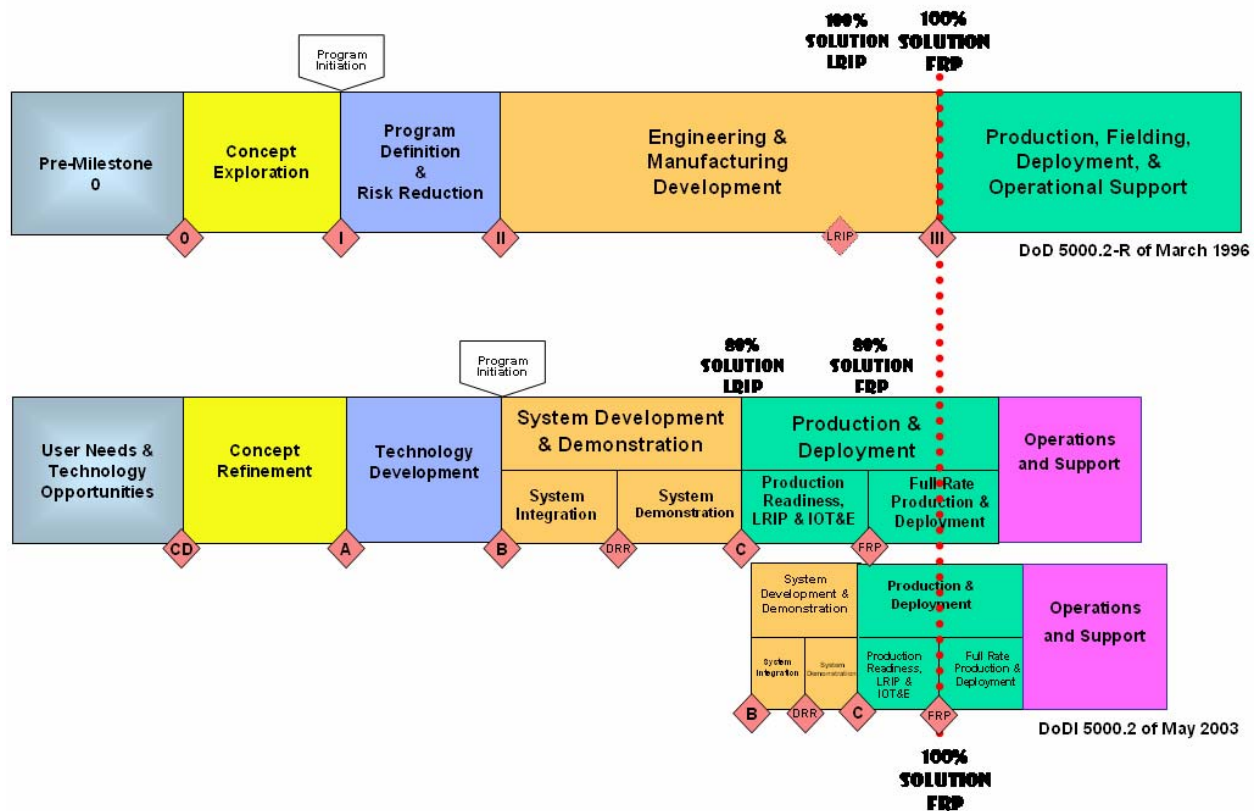 100%
SOLUTION
LRIP
100%
SOLUTION
FRP
Program
Initiation
Pre-Milestone
0
Concept
Exploration
Program
Definition
&
Risk Reduction
Engineering &
Manufacturing
Development
Production, Fielding,
Deployment, &
Operational Support
0
I
II
LRIP
III
DoD 5000.2-R of March 1996
Program
Initiation
80%
SOLUTION
LRIP
80%
SOLUTION
FRP
User Needs &
Technology
Opportunities
Concept
Refinement
Technology
Development
System Development
& Demonstration
System
Integration
System
Demonstration
Production &
Deployment
Production
Readiness,
LRIP & IOT&E
Full Rate
Production &
Deployment
Operations
and Support
CD
A
B
DRR
C
FRP
System
Development &
Demonstration
System
Integration
System
Demonstration
Production &
Deployment
Production
Readiness,
LRIP &
IOT&E
Full Rate
Production &
Deployment
Operations
and Support
B
DRR
C
FRP
DoDI 5000.2 of May 2003
100%
SOLUTION
FRP